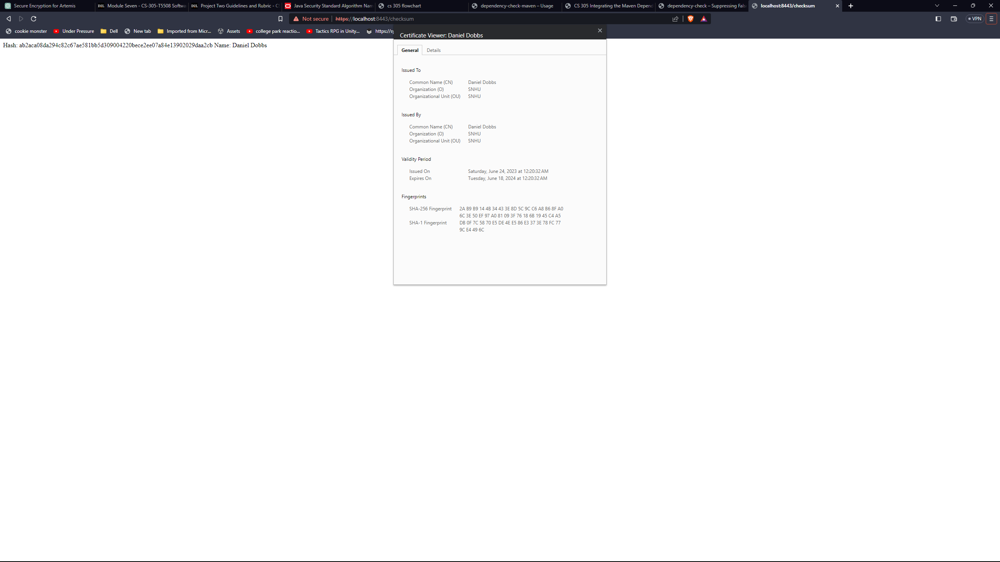 Secure Encryption for Artemis
D2L Module Seven - CS-305-T5508 Softwa
D2L Project Two Guidelines and Rubric - CS
Java Security Standard Algorithm Nam
cs 305 flowchart
dependency-check-maven – Usage
CS 305 Integrating the Maven Depend
dependency-check – Suppressing Fals
localhost:8443/checksum
Not secure https://localhost:8443/checksum
VPN
cookie monster
Under Pressure
Dell
New tab
Imported from Micr...
Assets
college park reactio...
Tactics RPG in Unity...
https://sy
Hash: ab2aca08da294c82c67ae581bb5d309004220bece2ee07a84e13902029daa2cb Name: Daniel Dobbs
Certificate Viewer: Daniel Dobbs
General Details
Issued To
Common Name (CN) Daniel Dobbs
Organization (O) SNHU
Organizational Unit (OU) SNHU
Issued By
Common Name (CN) Daniel Dobbs
Organization (O) SNHU
Organizational Unit (OU) SNHU
Validity Period
Issued On Saturday, June 24, 2023 at 12:20:32 AM
Expires On Tuesday, June 18, 2024 at 12:20:32 AM
Fingerprints
SHA-256 Fingerprint 2A B9 B9 14 4B 34 43 3E 8D 5C 9C C6 A8 B6 8F A0
6C 3E 50 EF 97 A0 81 09 3F 76 18 6B 19 45 C4 A5
SHA-1 Fingerprint DB 0F 7C 58 70 E5 DE 4E E5 86 E3 37 3E 78 FC 77
9C E4 49 6C